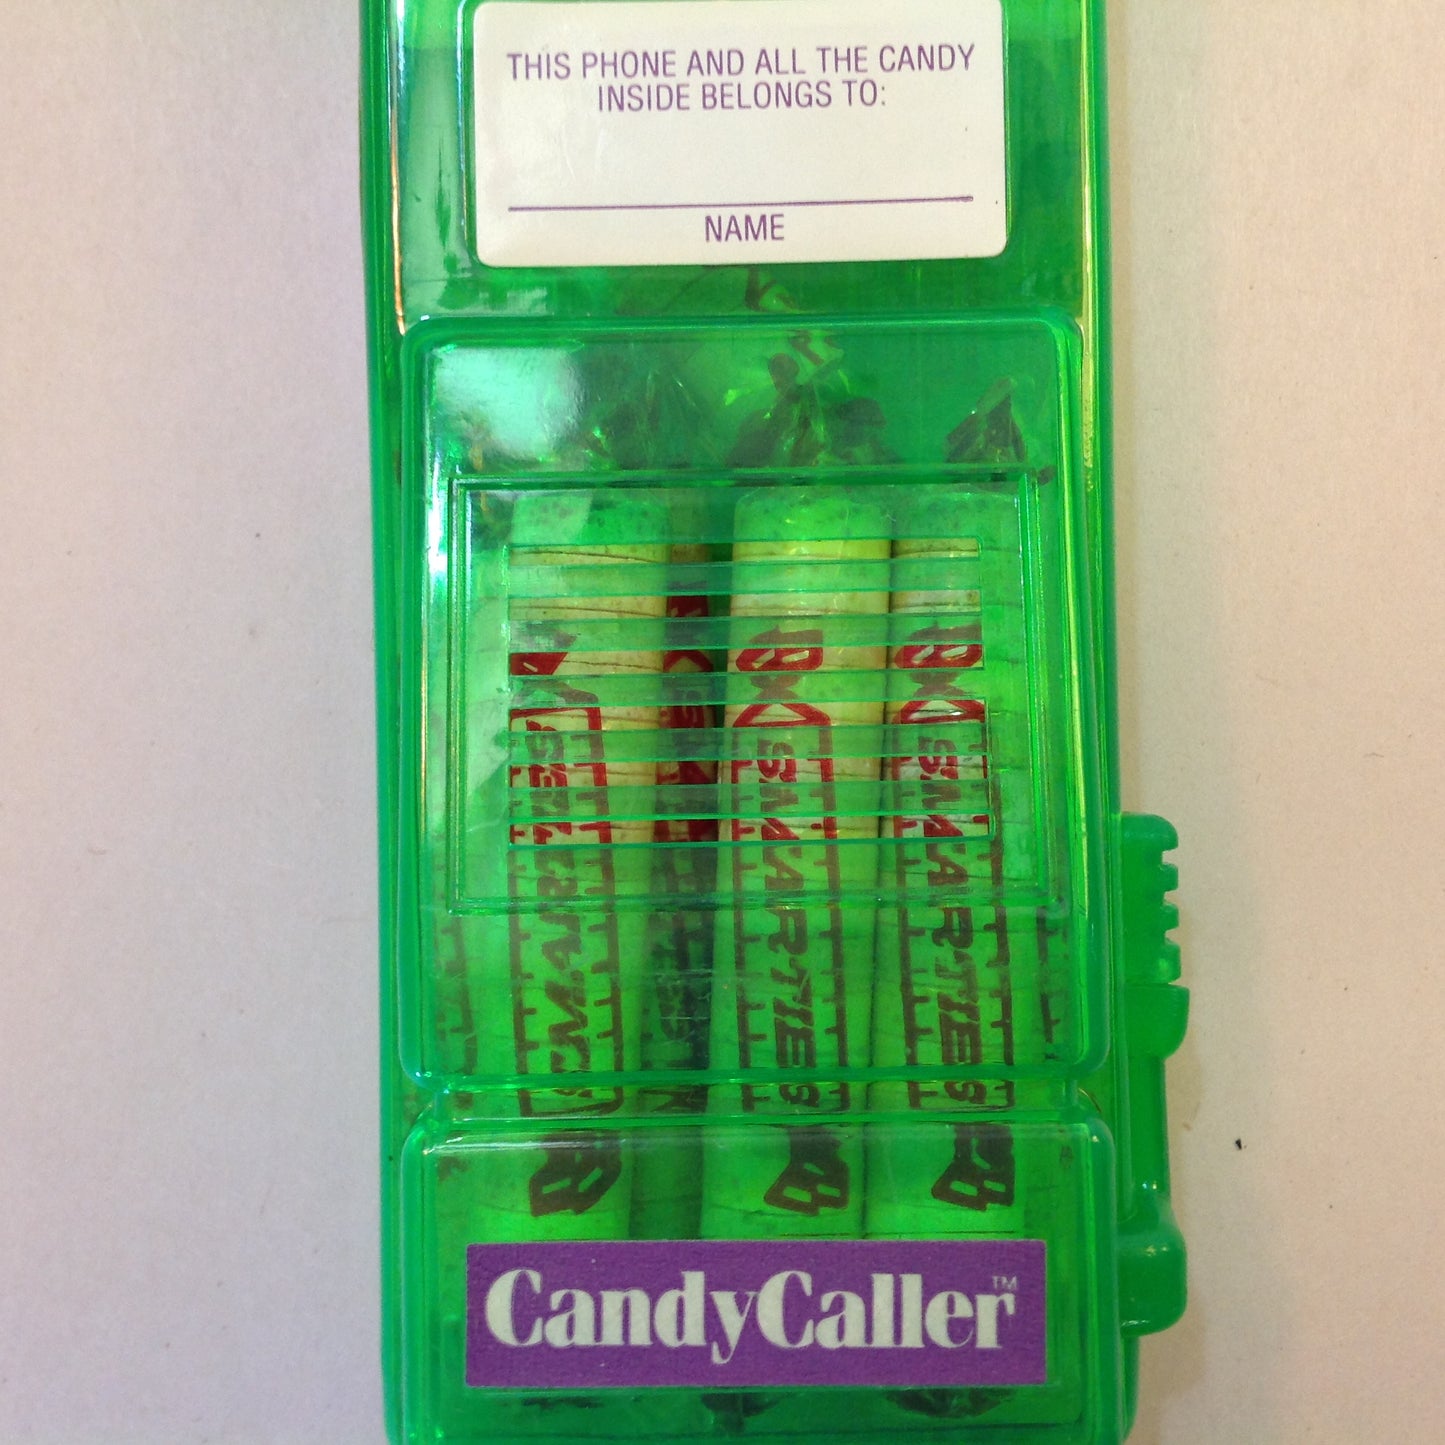 THIS PHONE AND ALL THE CANDY
INSIDE BELONGS TO:
NAME
SMARTIES
SMARTIES
SMARTIES
CandyCaller™